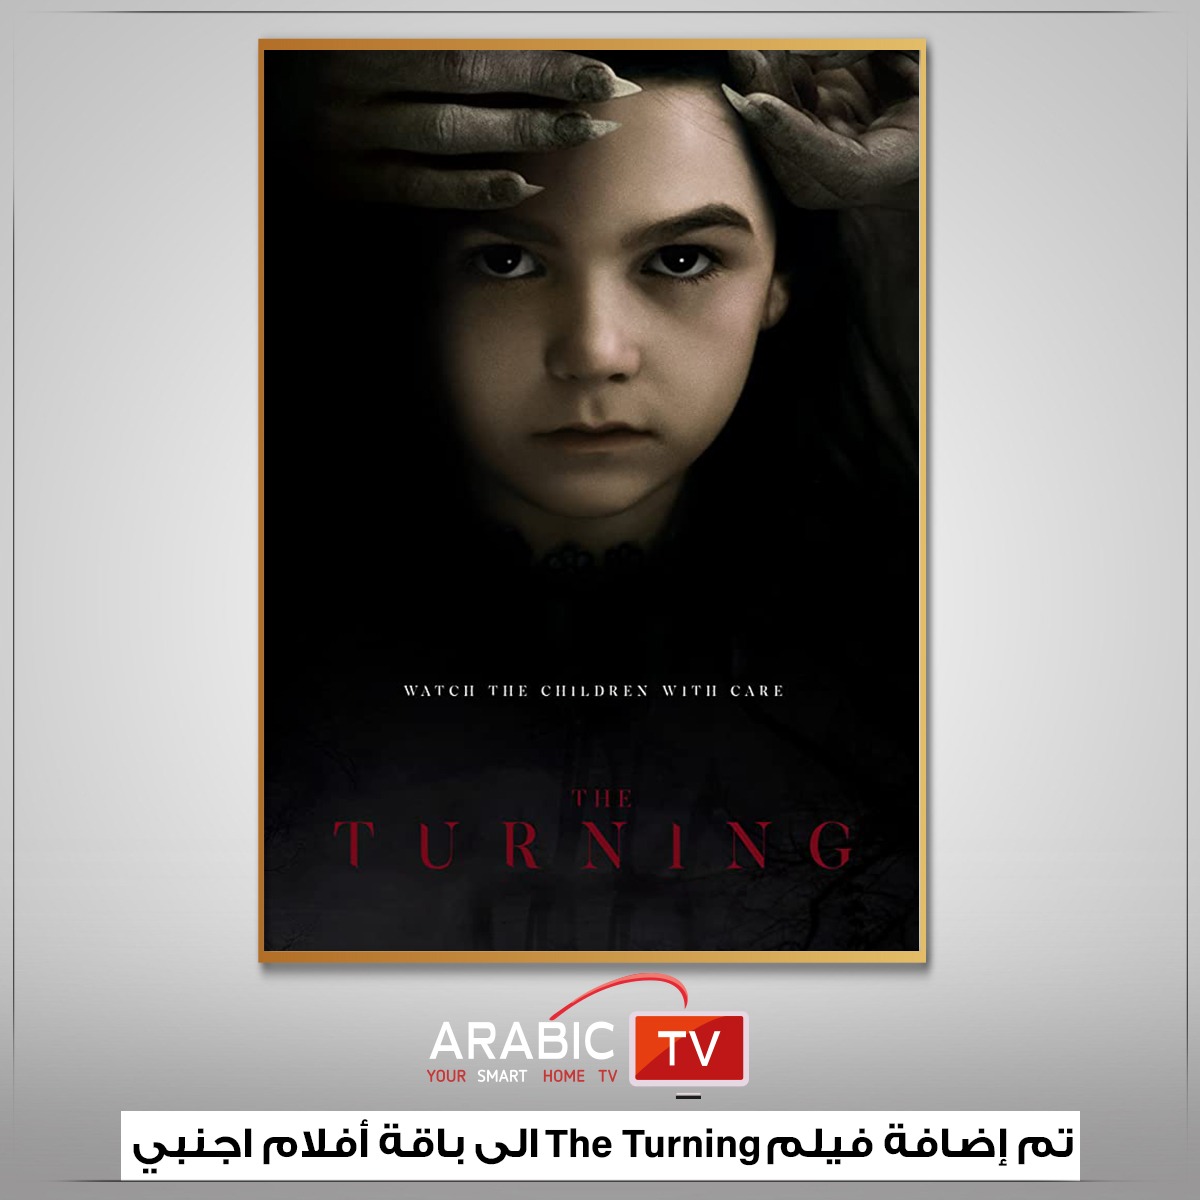 WATCH THE CHILDREN WITH CARE
THE
TURNING
ARABIC TV
YOUR SMART HOME TV
تم إضافة فيلم The Turning الى باقة أفلام اجنبي